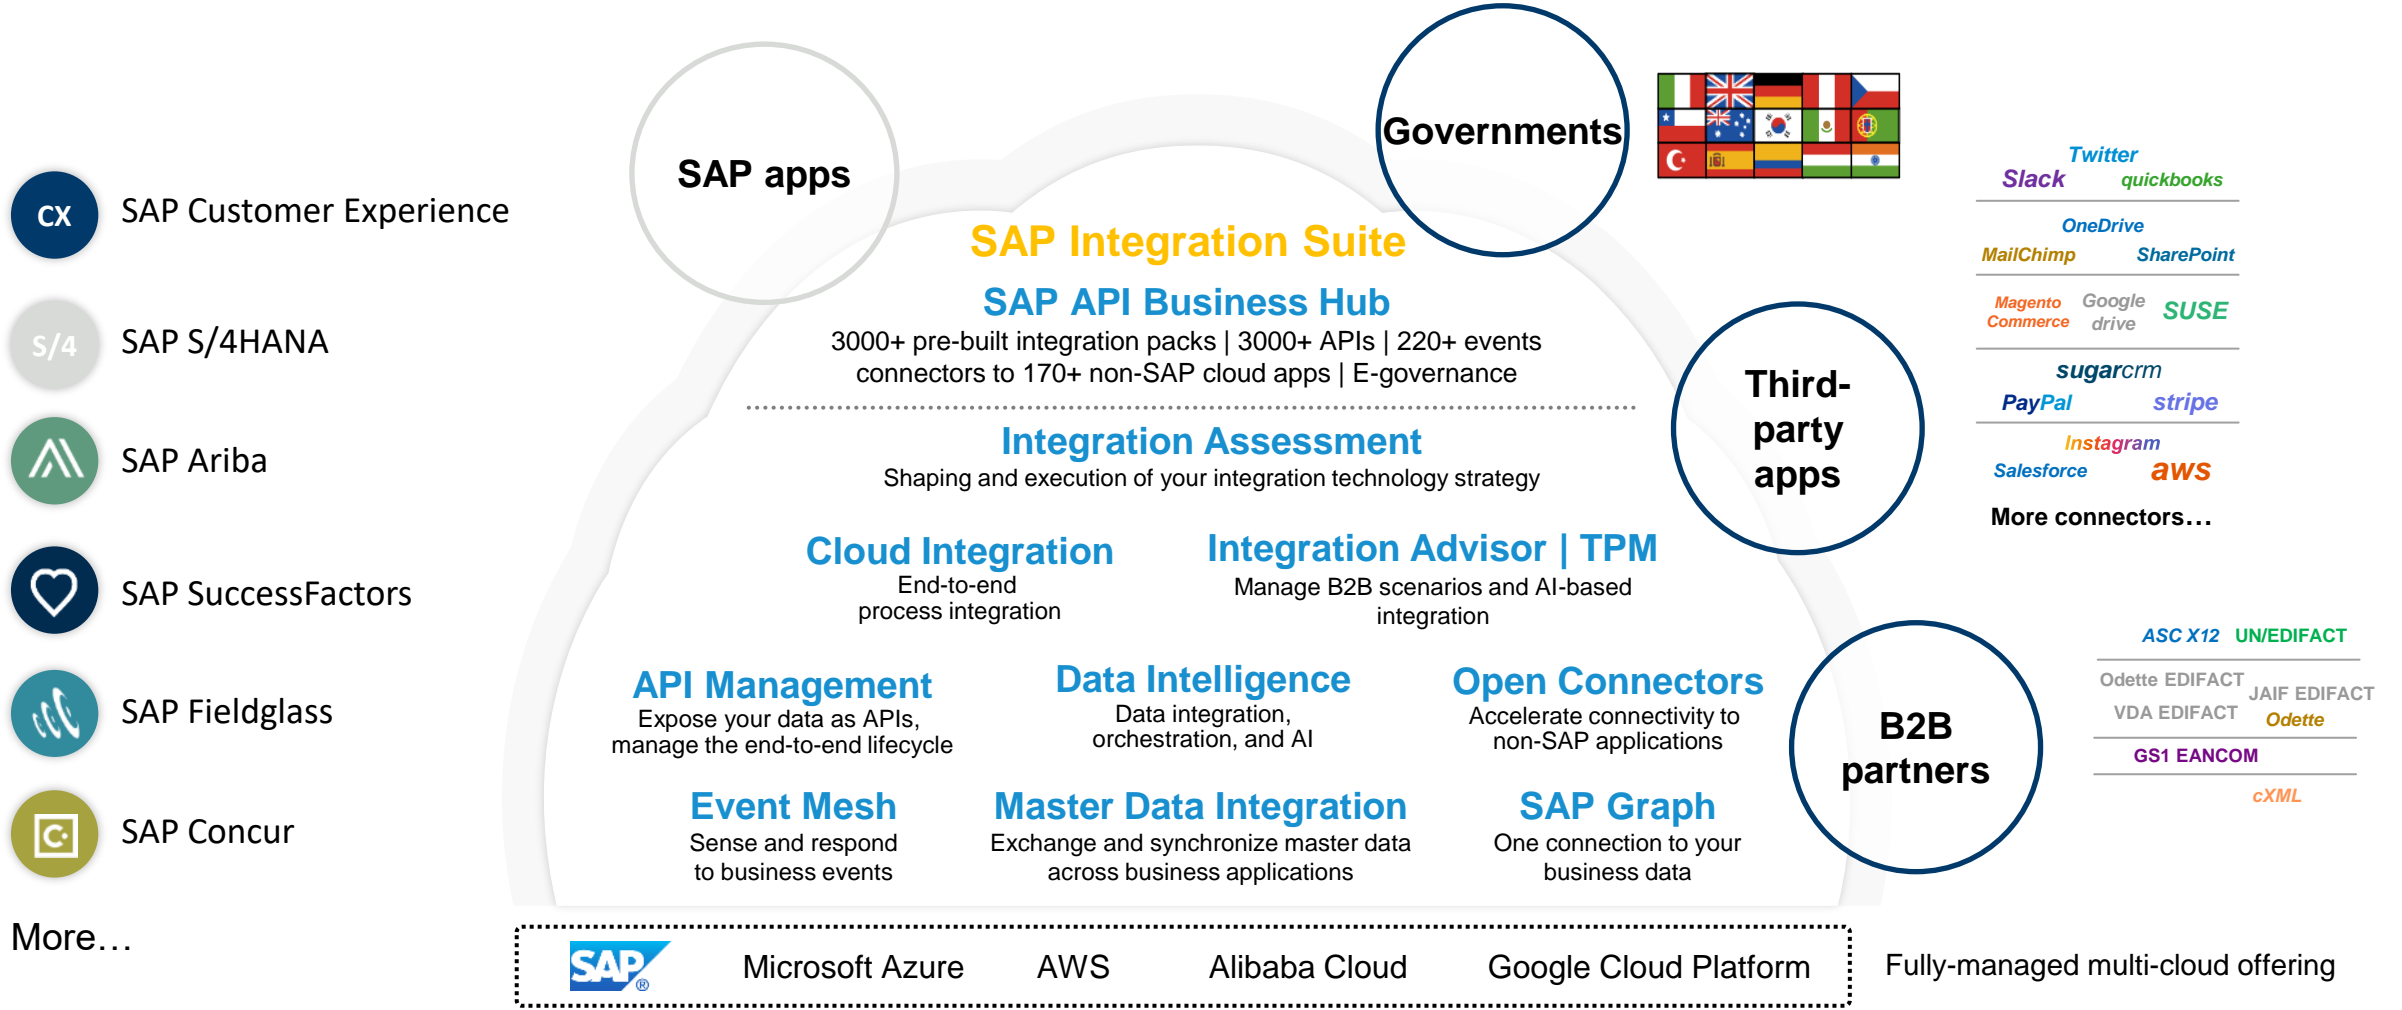 SAP apps
Governments
CX
SAP Customer Experience
S/4
SAP S/4HANA
SAP Ariba
SAP SuccessFactors
SAP Fieldglass
C
SAP Concur
More…
SAP Integration Suite
SAP API Business Hub
3000+ pre-built integration packs | 3000+ APIs | 220+ events
connectors to 170+ non-SAP cloud apps | E-governance
Integration Assessment
Shaping and execution of your integration technology strategy
Cloud Integration
End-to-end
process integration
Integration Advisor | TPM
Manage B2B scenarios and AI-based
integration
API Management
Expose your data as APIs,
manage the end-to-end lifecycle
Data Intelligence
Data integration,
orchestration, and AI
Open Connectors
Accelerate connectivity to
non-SAP applications
Event Mesh
Sense and respond
to business events
Master Data Integration
Exchange and synchronize master data
across business applications
SAP Graph
One connection to your
business data
Third-
party
apps
Twitter
Slack quickbooks
OneDrive
MailChimp SharePoint
Magento
Commerce
Google
drive
SUSE
sugarcrm
PayPal stripe
Instagram
Salesforce aws
More connectors…
B2B
partners
ASC X12 UN/EDIFACT
Odette EDIFACT
JAIF EDIFACT
VDA EDIFACT
Odette
GS1 EANCOM
cXML
SAP® Microsoft Azure AWS Alibaba Cloud Google Cloud Platform
Fully-managed multi-cloud offering